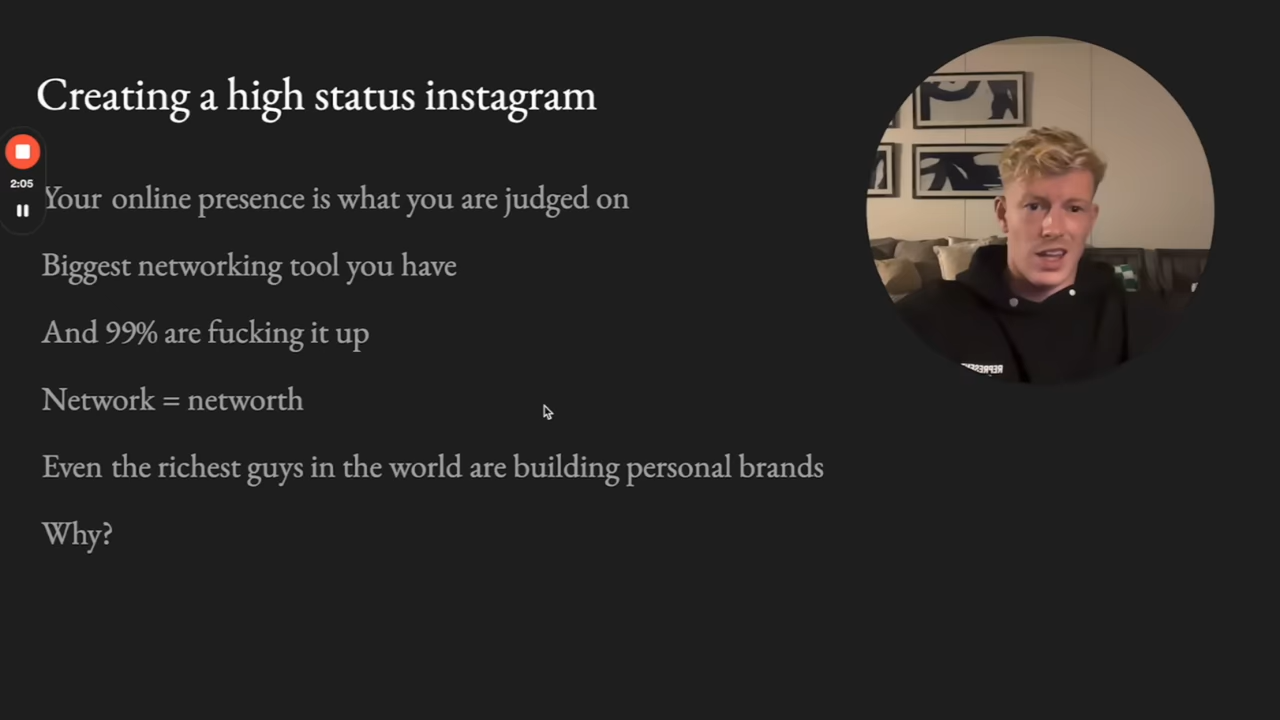 Creating a high status instagram
2:05
Your online presence is what you are judged on
Biggest networking tool you have
And 99% are fucking it up
Network = networth
Even the richest guys in the world are building personal brands
Why?